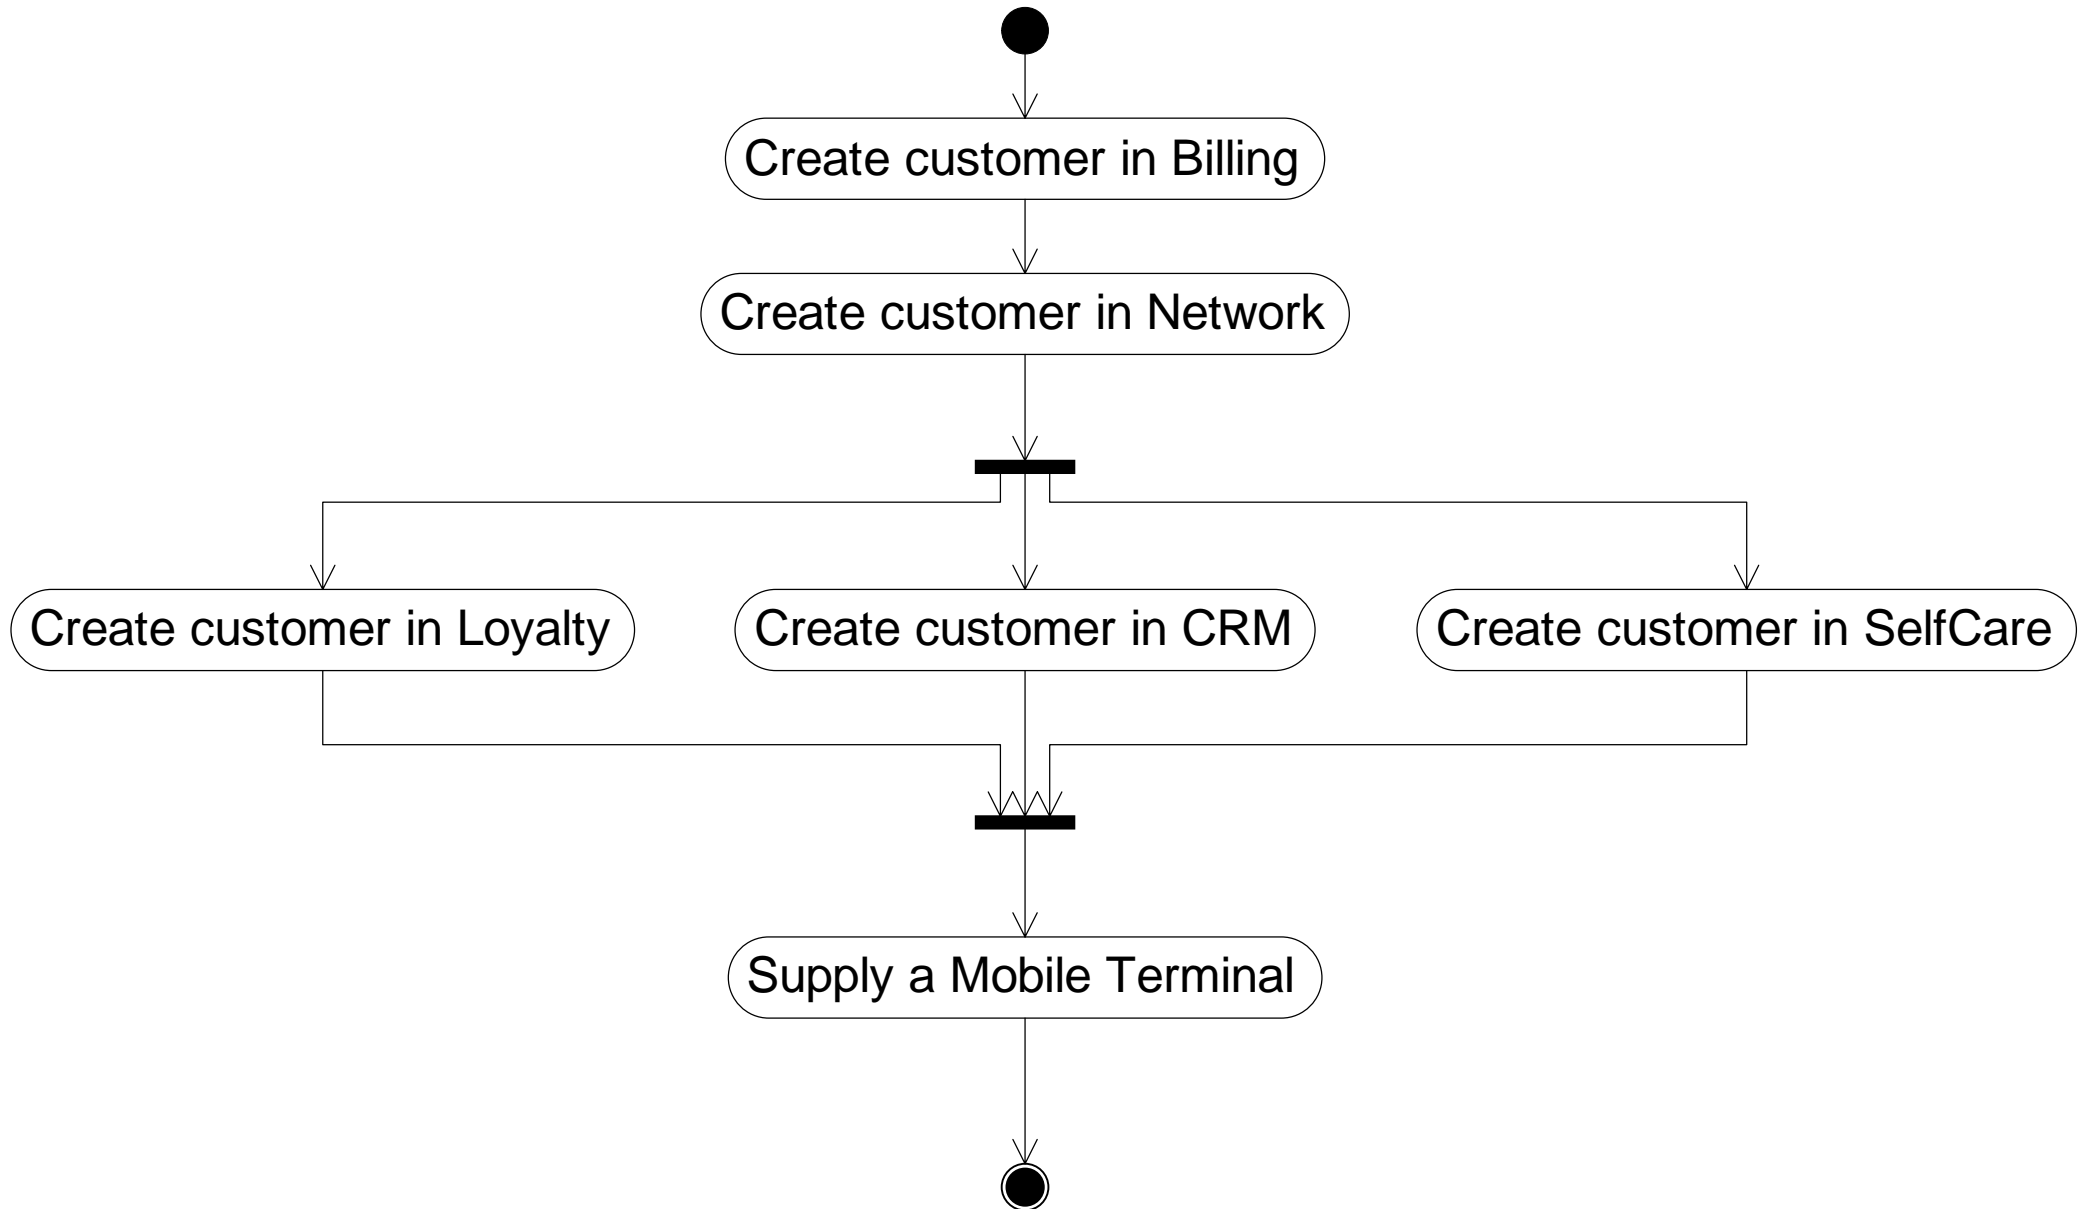 Create customer in Billing
Create customer in Network
Create customer in Loyalty
Create customer in CRM
Create customer in SelfCare
Supply a Mobile Terminal